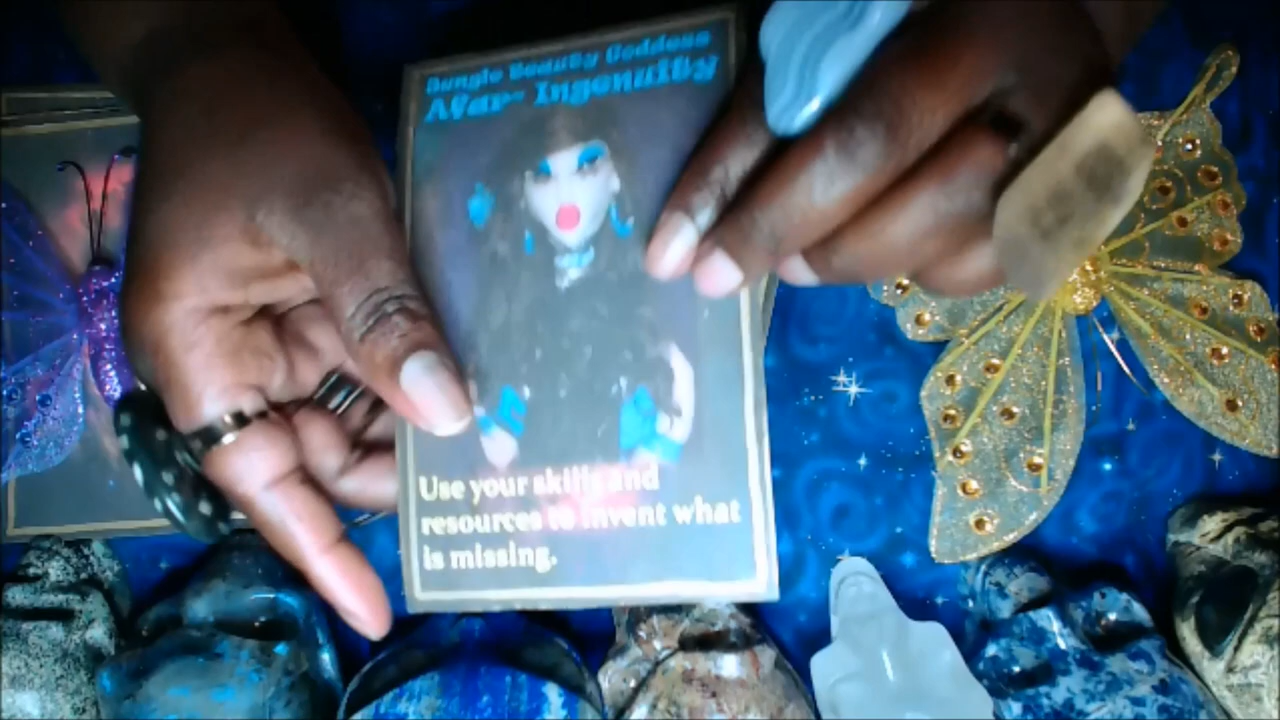 Jungle Beauty Goddess
Afar- Ingenuity
Use your skills and
resources to invent what
is missing.